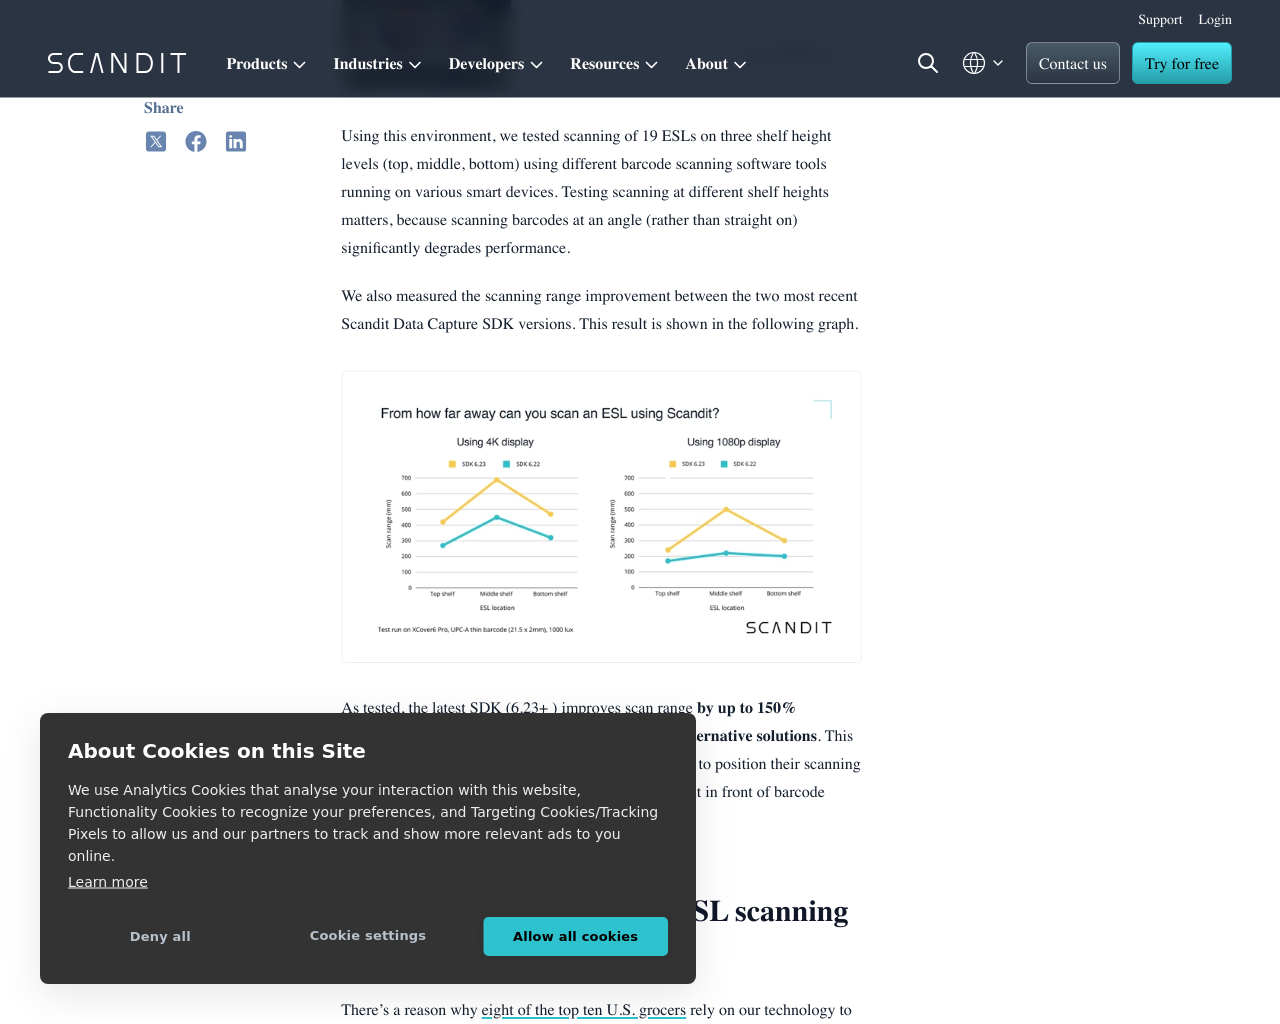 Support Login
SCANDIT Products Industries Developers Resources About Contact us Try for free
Share
Using this environment, we tested scanning of 19 ESLs on three shelf height
levels (top, middle, bottom) using different barcode scanning software tools
running on various smart devices. Testing scanning at different shelf heights
matters, because scanning barcodes at an angle (rather than straight on)
significantly degrades performance.
We also measured the scanning range improvement between the two most recent
Scandit Data Capture SDK versions. This result is shown in the following graph.
From how far away can you scan an ESL using Scandit?
Using 4K display
SDK 6.23 SDK 6.22
700
600
500
400
300
200
100
0
Scan range (mm)
Top shelf Middle shelf Bottom shelf
ESL location
Using 1080p display
SDK 6.23 SDK 6.22
700
600
500
400
300
200
100
0
Scan range (mm)
Top shelf Middle shelf Bottom shelf
ESL location
Test run on XCover6 Pro, UPC-A thin barcode (21.5 x 2mm), 1000 lux
SCANDIT
As tested, the latest SDK (6.23+ ) improves scan range by up to 150%
ernative solutions. This
to position their scanning
t in front of barcode
SL scanning
There’s a reason why eight of the top ten U.S. grocers rely on our technology to
About Cookies on this Site
We use Analytics Cookies that analyse your interaction with this website,
Functionality Cookies to recognize your preferences, and Targeting Cookies/Tracking
Pixels to allow us and our partners to track and show more relevant ads to you
online.
Learn more
Deny all Cookie settings Allow all cookies